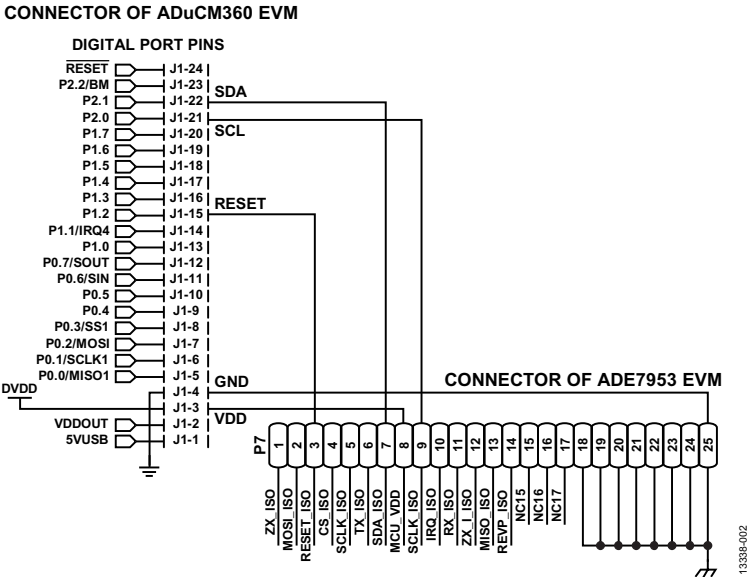 CONNECTOR OF ADuCM360 EVM
DIGITAL PORT PINS
RESET J1-24
P2.2/BM J1-23
P2.1 J1-22 SDA
P2.0 J1-21
P1.7 J1-20 SCL
P1.6 J1-19
P1.5 J1-18
P1.4 J1-17
P1.3 J1-16
P1.2 J1-15 RESET
P1.1/IRQ4 J1-14
P1.0 J1-13
P0.7/SOUT J1-12
P0.6/SIN J1-11
P0.5 J1-10
P0.4 J1-9
P0.3/SS1 J1-8
P0.2/MOSI J1-7
P0.1/SCLK1 J1-6
P0.0/MISO1 J1-5
DVDD J1-4 GND
J1-3
VDDOUT J1-2 VDD
5VUSB J1-1
CONNECTOR OF ADE7953 EVM
P7
1 2 3 4 5 6 7 8 9 10 11 12 13 14 15 16 17 18 19 20 21 22 23 24 25
ZX_ISO
MOSI_ISO
RESET_ISO
CS_ISO
SCLK_ISO
TX_ISO
SDA_ISO
MCU_VDD
SCLK_ISO
IRQ_ISO
RX_ISO
ZX_I_ISO
MISO_ISO
REVP_ISO
NC15
NC16
NC17
13338-002